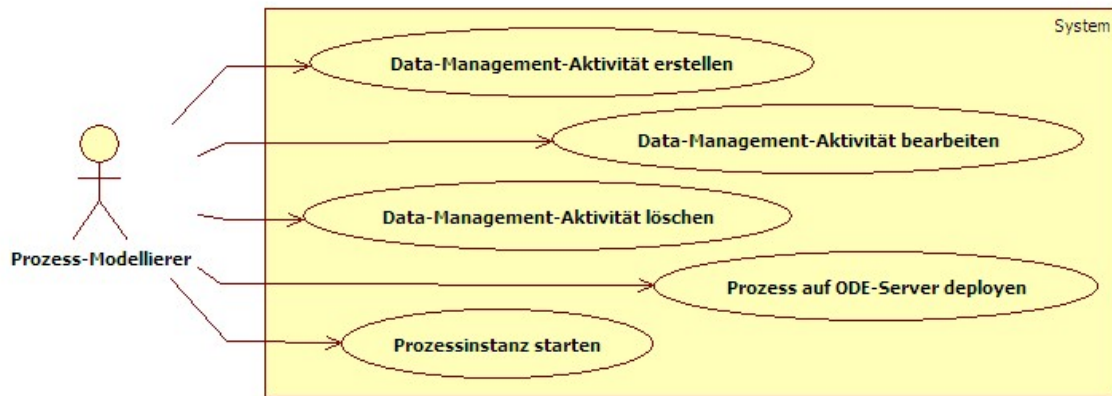 System
Data-Management-Aktivität erstellen
Data-Management-Aktivität bearbeiten
Data-Management-Aktivität löschen
Prozess-Modellierer
Prozess auf ODE-Server deployen
Prozessinstanz starten